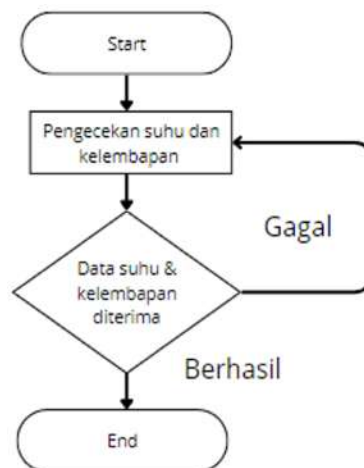 Start
Pengecekan suhu dan
kelembapan
Gagal
Data suhu &
kelembapan
diterima
Berhasil
End